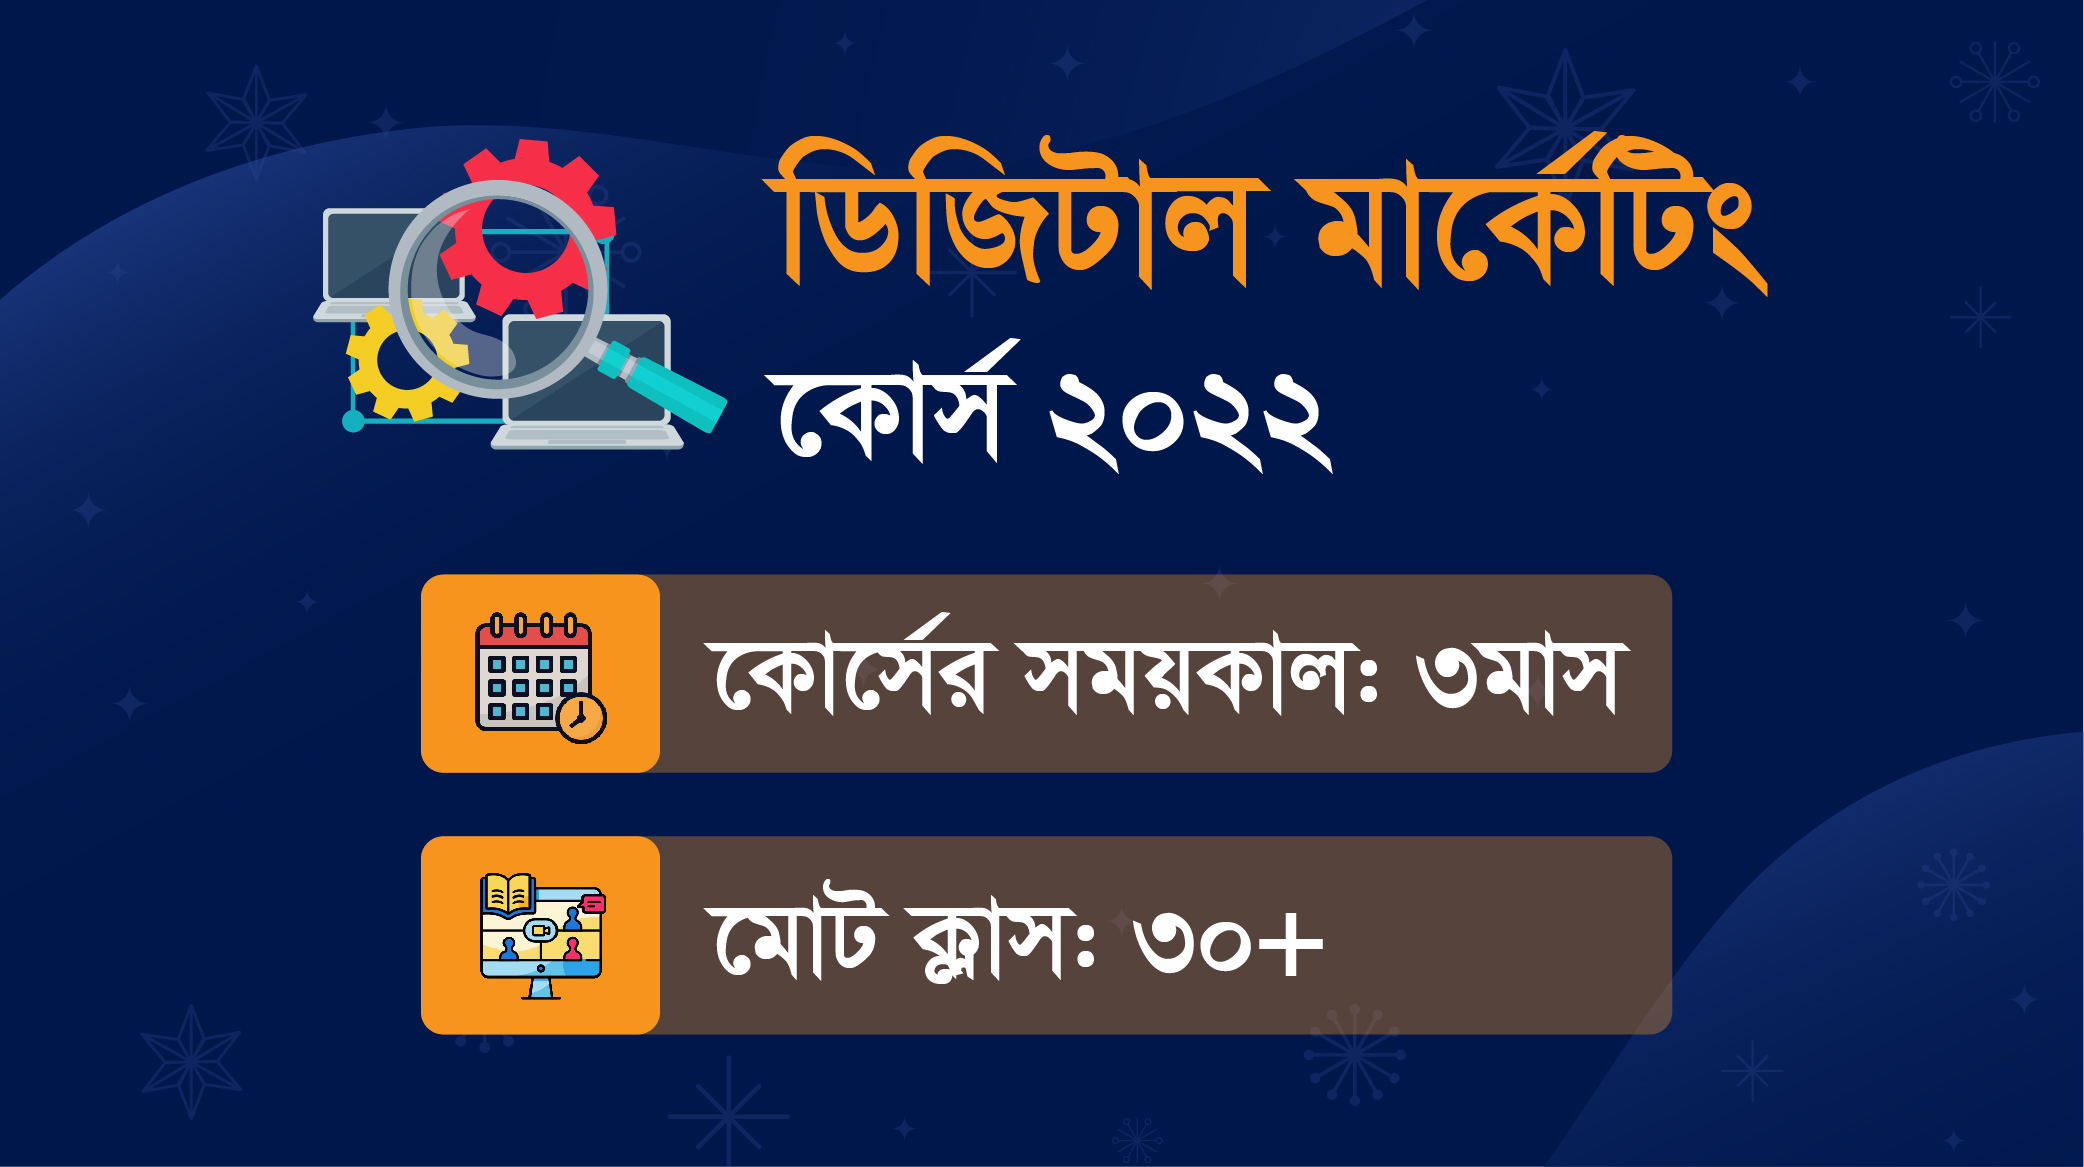 ডিজিটাল মার্কেটিং
কোর্স ২০২২
কোর্সের সময়কাল: ৩মাস
মোট ক্লাস: ৩০+